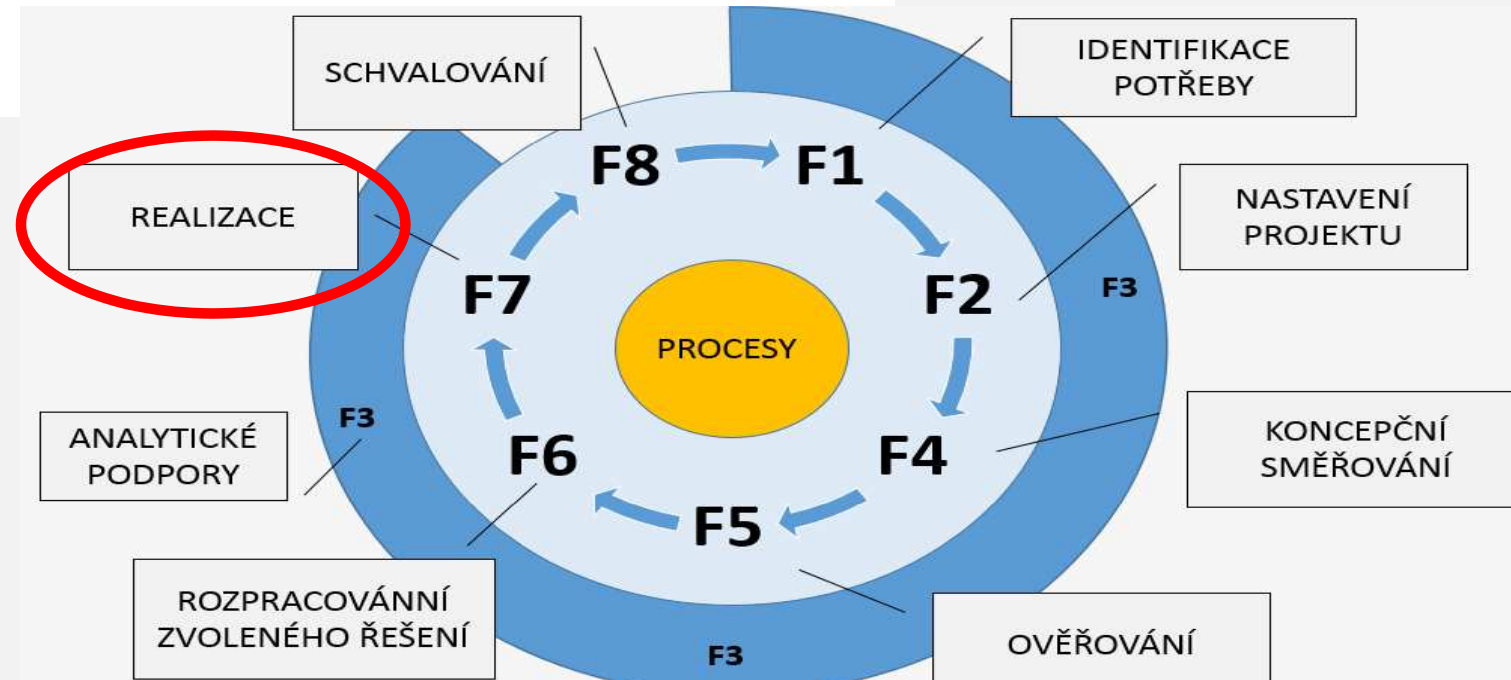 SCHVALOVÁNÍ
IDENTIFIKACE
POTŘEBY
REALIZACE
NASTAVENÍ
PROJEKTU
F8
F1
F7
F2
F3
PROCESY
F3
ANALYTICKÉ
PODPORY
F6
F4
KONCEPČNÍ
SMĚŘOVÁNÍ
F5
ROZPRACOVÁNNÍ
ZVOLENÉHO ŘEŠENÍ
F3
OVĚŘOVÁNÍ